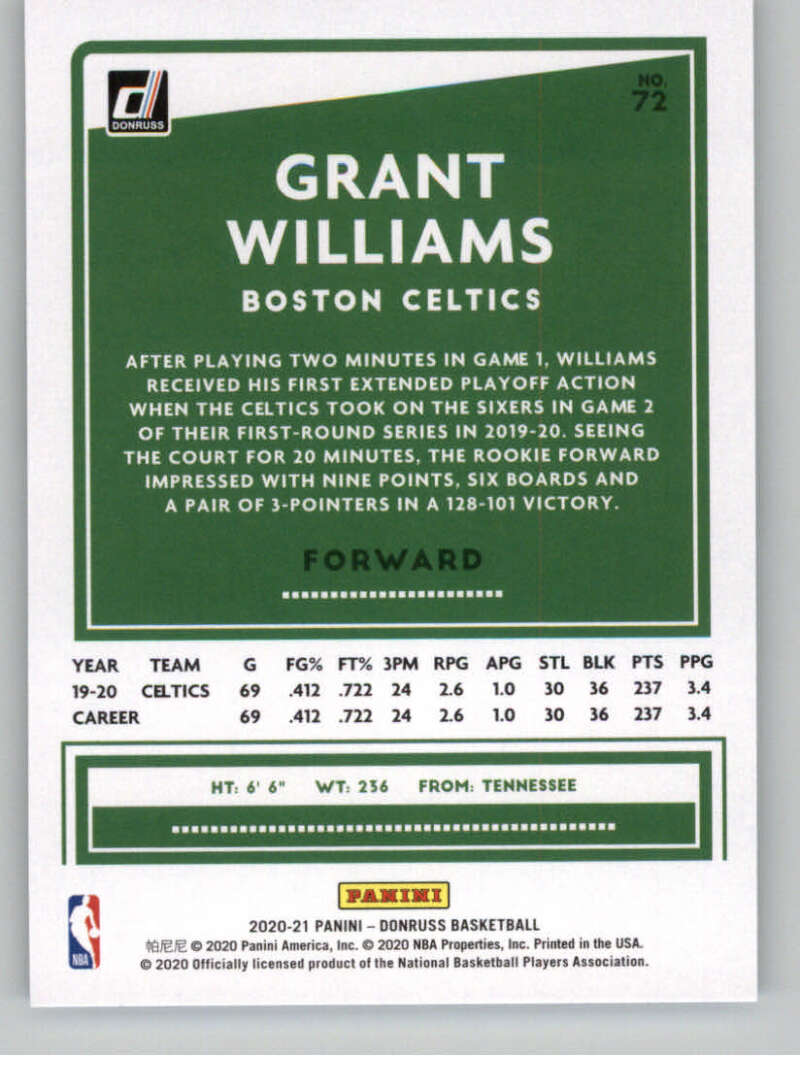 DONRUSS
NO.
72
GRANT
WILLIAMS
BOSTON CELTICS
AFTER PLAYING TWO MINUTES IN GAME 1, WILLIAMS
RECEIVED HIS FIRST EXTENDED PLAYOFF ACTION
WHEN THE CELTICS TOOK ON THE SIXERS IN GAME 2
OF THEIR FIRST-ROUND SERIES IN 2019-20. SEEING
THE COURT FOR 20 MINUTES, THE ROOKIE FORWARD
IMPRESSED WITH NINE POINTS, SIX BOARDS AND
A PAIR OF 3-POINTERS IN A 128-101 VICTORY.
FORWARD
YEAR TEAM G FG% FT% 3PM RPG APG STL BLK PTS PPG
19-20 CELTICS 69 .412 .722 24 2.6 1.0 30 36 237 3.4
CAREER 69 .412 .722 24 2.6 1.0 30 36 237 3.4
HT: 6' 6" WT: 236 FROM: TENNESSEE
PANINI
NBA
2020-21 PANINI – DONRUSS BASKETBALL
帕尼尼 © 2020 Panini America, Inc. © 2020 NBA Properties, Inc. Printed in the USA.
© 2020 Officially licensed product of the National Basketball Players Association.